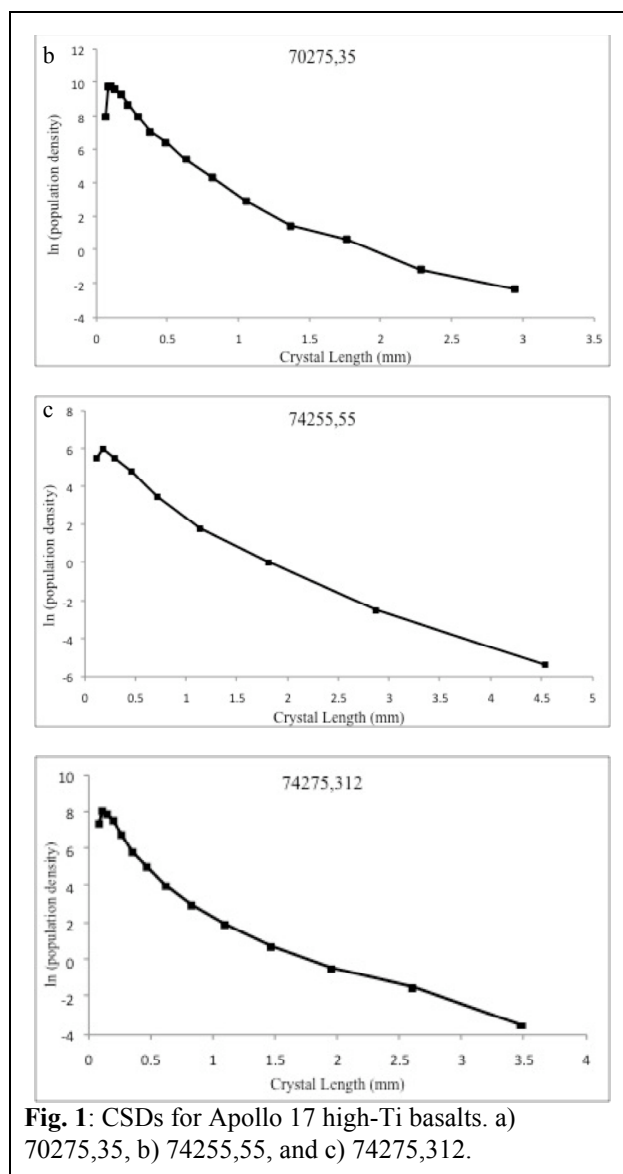 b
70275,35
12
10
8
6
4
2
0
-2
-4
ln (population density)
0 0.5 1 1.5 2 2.5 3 3.5
Crystal Length (mm)
c
74255,55
8
6
4
2
0
-2
-4
-6
ln (population density)
0 0.5 1 1.5 2 2.5 3 3.5 4 4.5 5
Crystal Length (mm)
74275,312
10
8
6
4
2
0
-2
-4
ln (population density)
0 0.5 1 1.5 2 2.5 3 3.5 4
Crystal Length (mm)
Fig. 1: CSDs for Apollo 17 high-Ti basalts. a)
70275,35, b) 74255,55, and c) 74275,312.